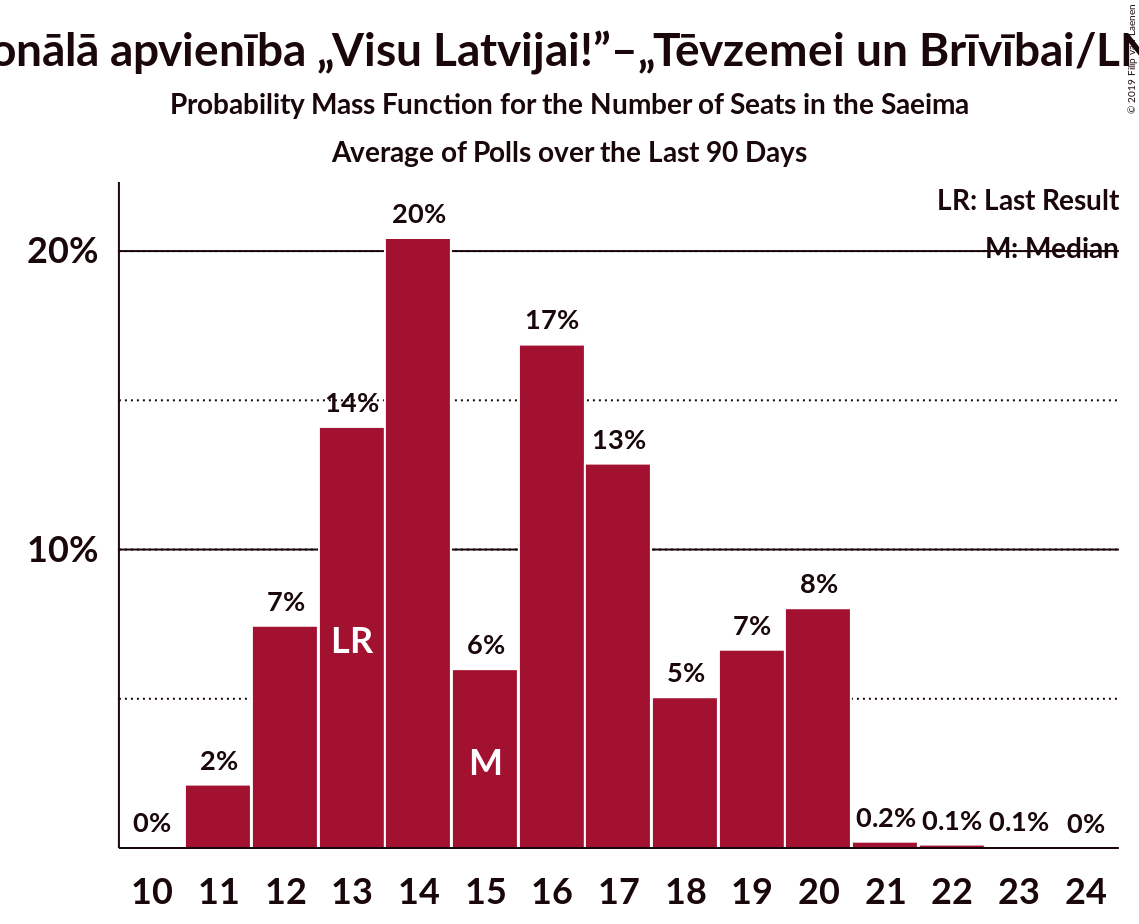 onālā apvienība „Visu Latvijai!”–„Tēvzemei un Brīvībai/LN
Probability Mass Function for the Number of Seats in the Saeima
Average of Polls over the Last 90 Days
© 2019 Filip van Laenen
LR: Last Result
M: Median
20%
10%
0%
2%
7%
14%
20%
6%
17%
13%
5%
7%
8%
0.2%
0.1%
0.1%
0%
LR
M
10 11 12 13 14 15 16 17 18 19 20 21 22 23 24